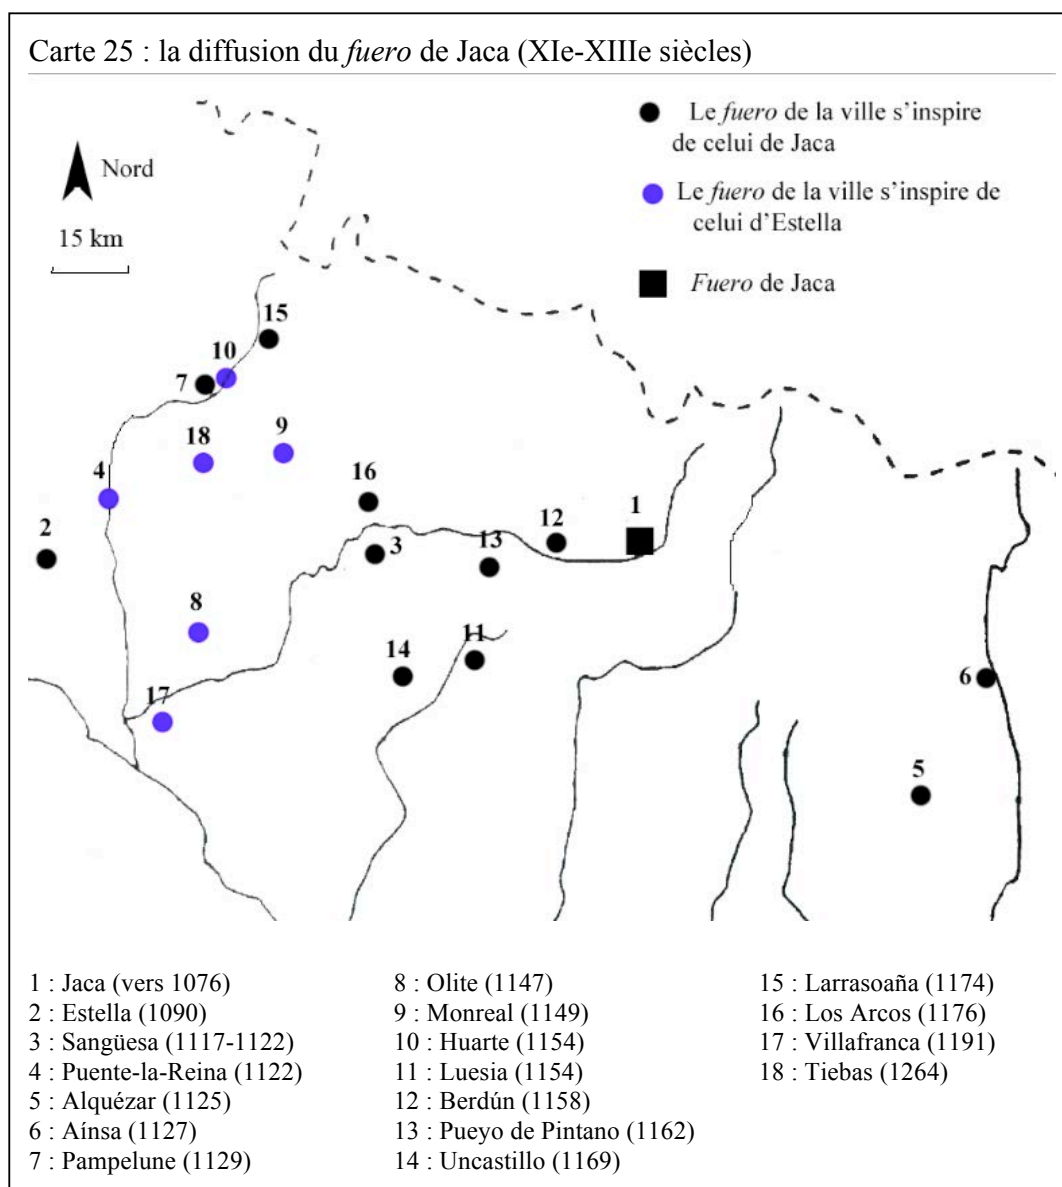 Carte 25 : la diffusion du fuero de Jaca (XIe-XIIIe siècles)
Le fuero de la ville s'inspire
de celui de Jaca
Nord
Le fuero de la ville s'inspire de
celui d'Estella
15 km
Fuero de Jaca
15
10
7
18
9
4
16
2
1
12
3
13
8
11
14
6
17
5
1 : Jaca (vers 1076)
2 : Estella (1090)
3 : Sangüesa (1117-1122)
4 : Puente-la-Reina (1122)
5 : Alquézar (1125)
6 : Aínsa (1127)
7 : Pampelune (1129)
8 : Olite (1147)
9 : Monreal (1149)
10 : Huarte (1154)
11 : Luesia (1154)
12 : Berdún (1158)
13 : Pueyo de Pintano (1162)
14 : Uncastillo (1169)
15 : Larrasoaña (1174)
16 : Los Arcos (1176)
17 : Villafranca (1191)
18 : Tiebas (1264)